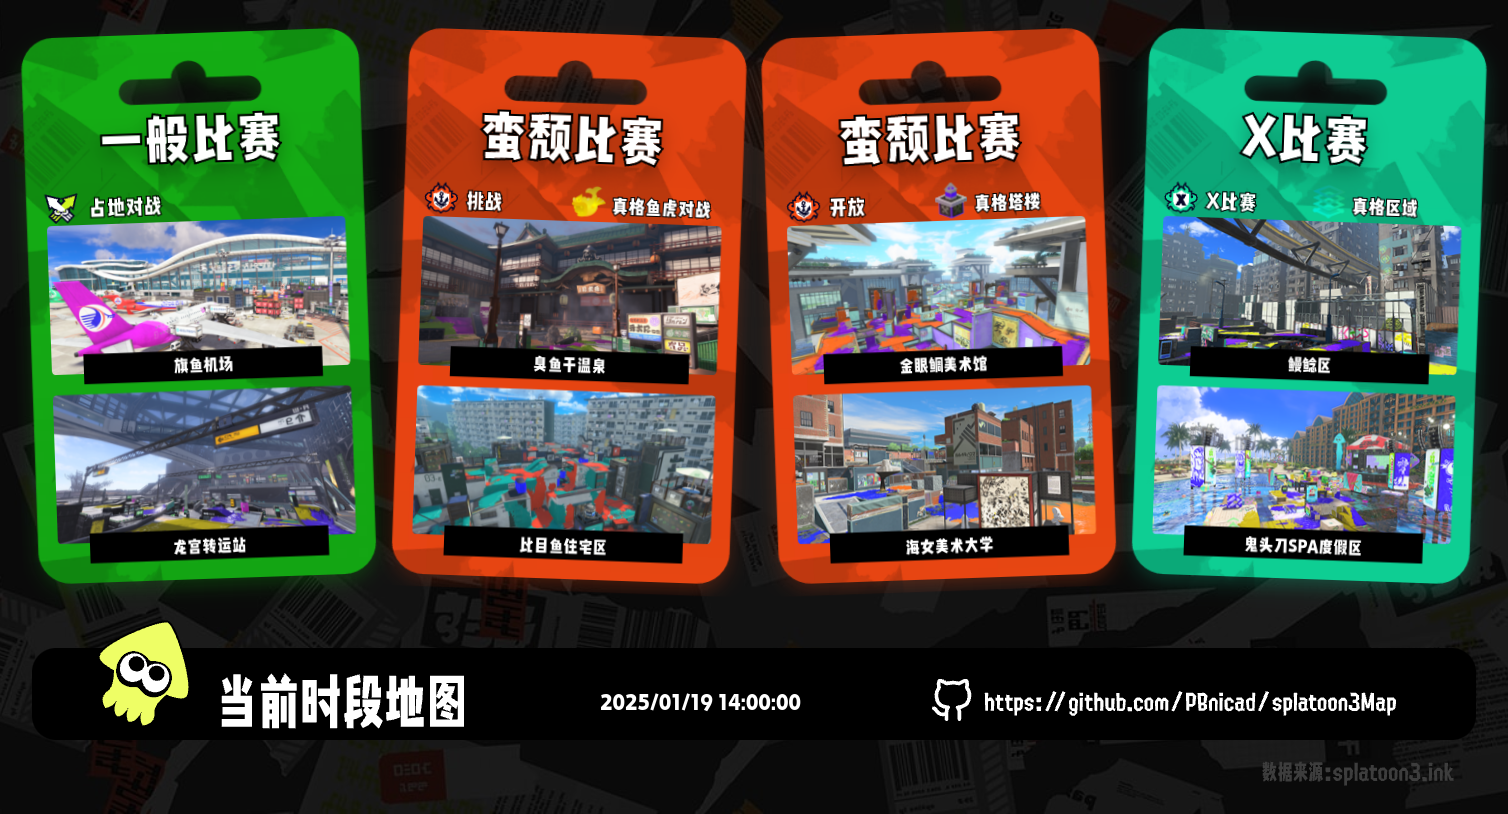 一般比赛
占地对战
旗鱼机场
龙宫转运站
蛮颓比赛
挑战
真格鱼虎对战
臭鱼干温泉
比目鱼住宅区
蛮颓比赛
开放
真格塔楼
金眼鲷美术馆
海女美术大学
X比赛
X比赛
真格区域
鳗鲶区
鬼头刀SPA度假区
当前时段地图
2025/01/19 14:00:00
https://github.com/PBnicad/splatoon3Map
数据来源:splatoon3.ink